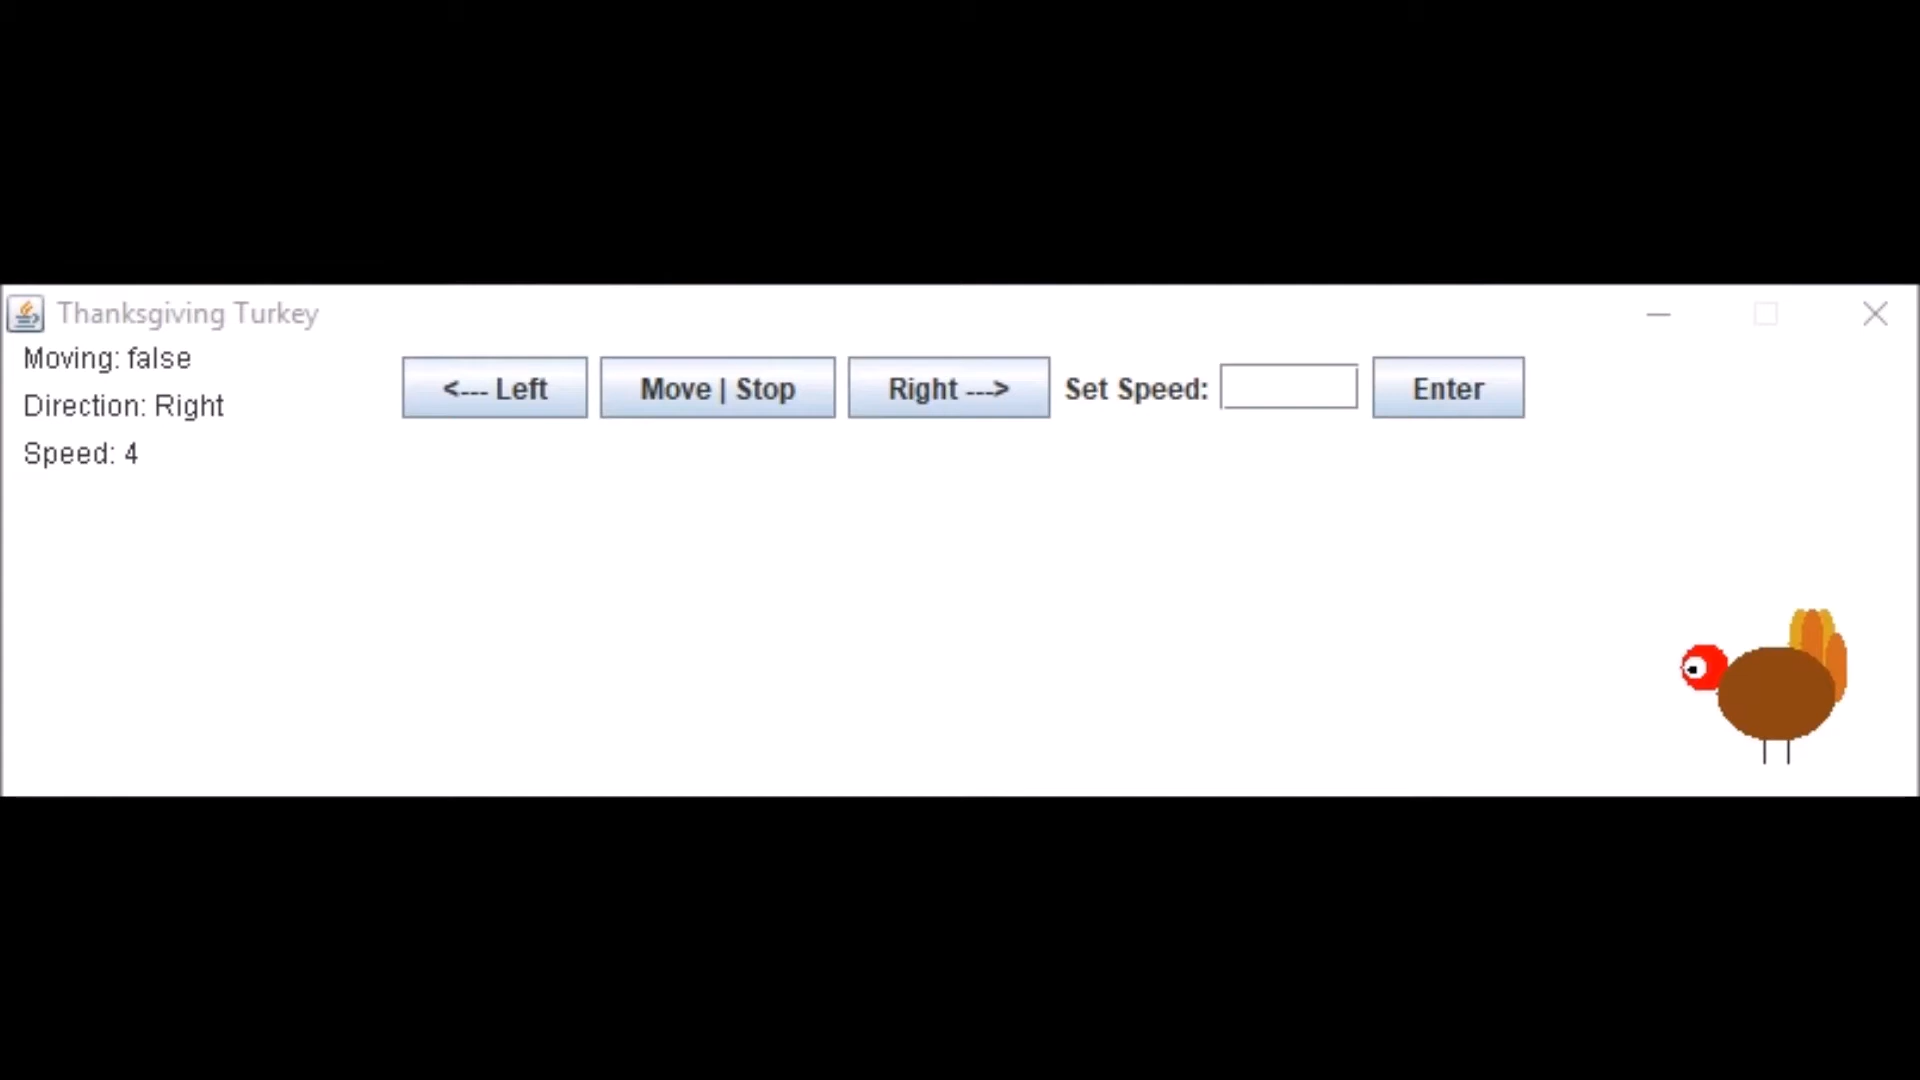 Thanksgiving Turkey
Moving: false
Direction: Right
Speed: 4
<--- Left
Move | Stop
Right --->
Set Speed:
Enter